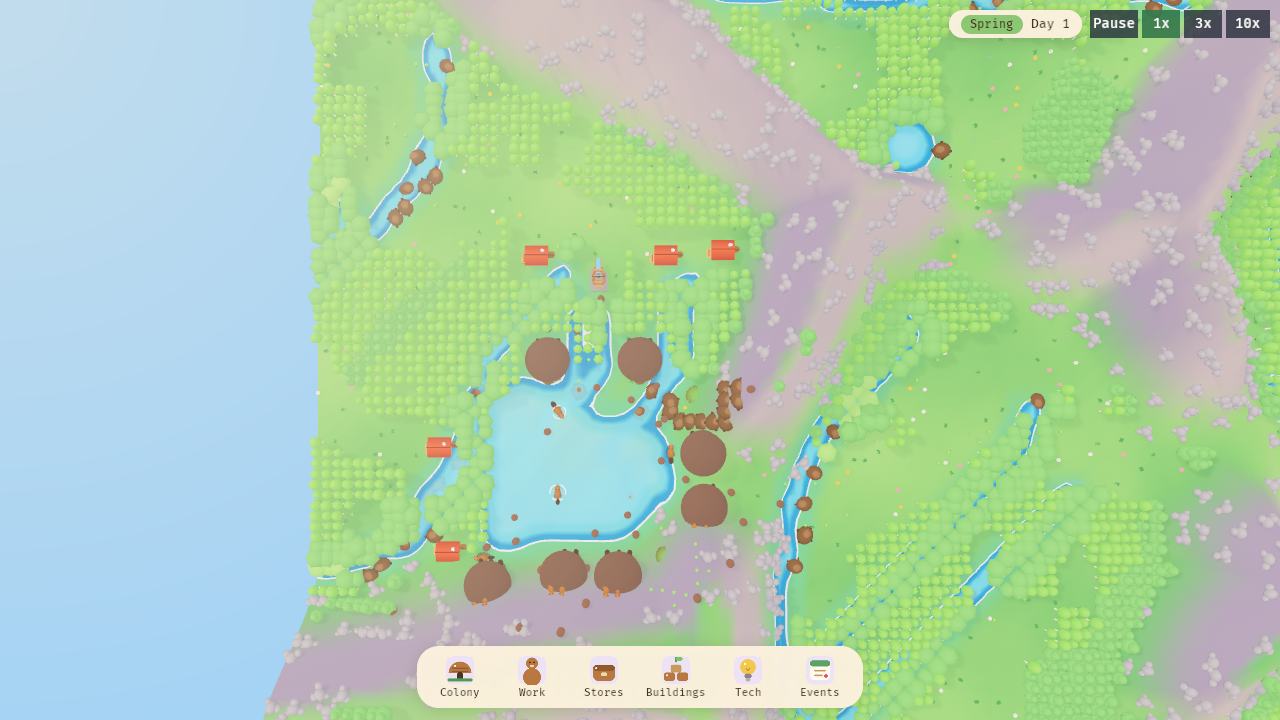 Spring Day 1 Pause 1x 3x 10x
Colony Work Stores Buildings Tech Events